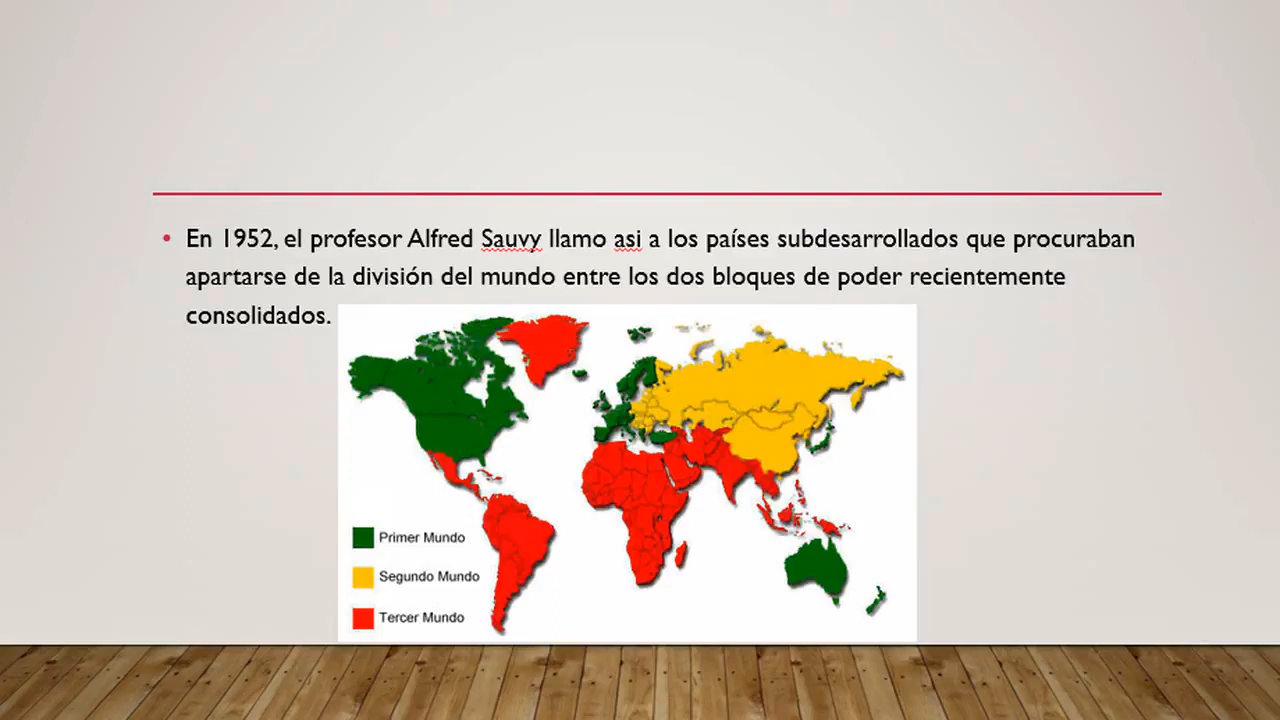 • En 1952, el profesor Alfred Sauvy llamo asi a los países subdesarrollados que procuraban
apartarse de la división del mundo entre los dos bloques de poder recientemente
consolidados.
Primer Mundo
Segundo Mundo
Tercer Mundo